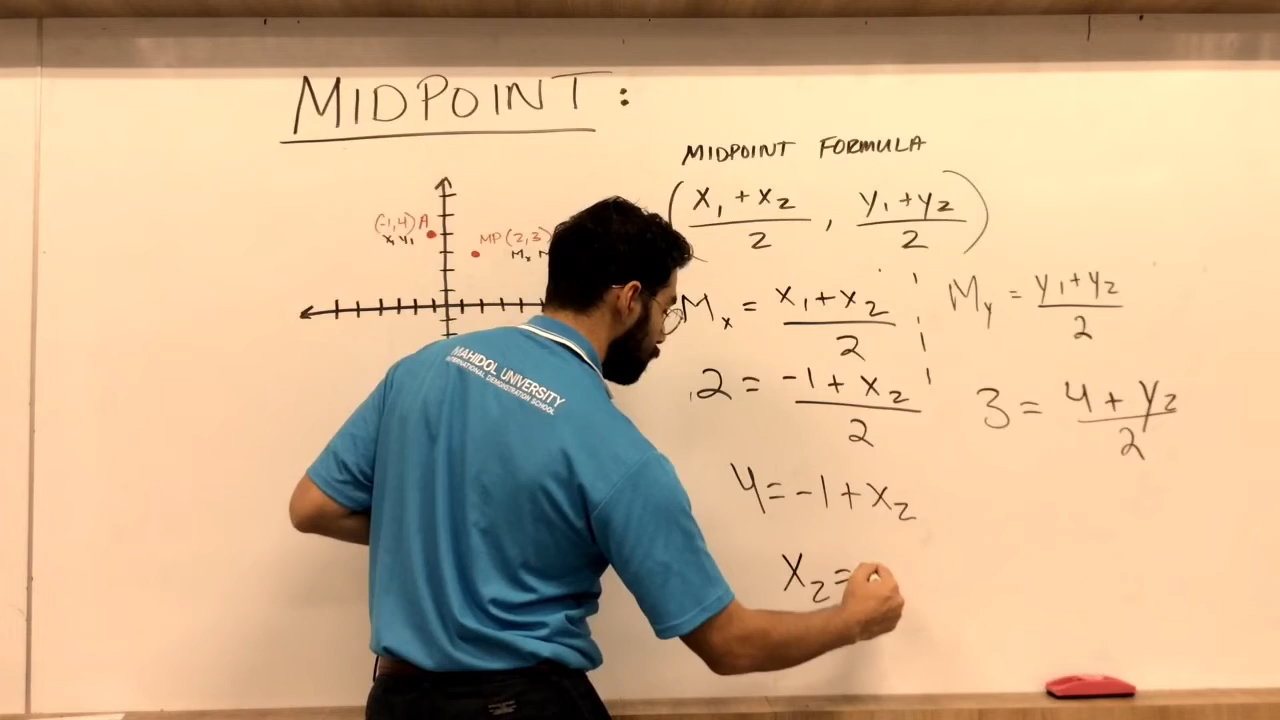 MIDPOINT:
MIDPOINT FORMULA
(x₁+x₂/2, y₁+y₂/2)
(-1,4) A
x₁ y₁
MP (2,3)
Mₓ M
Mₓ = x₁+x₂/2
M_y = y₁+y₂/2
2 = -1+x₂/2
3 = 4+y₂/2
4=-1+x₂
x₂=
MAHIDOL UNIVERSITY
INTERNATIONAL DEMONSTRATION SCHOOL